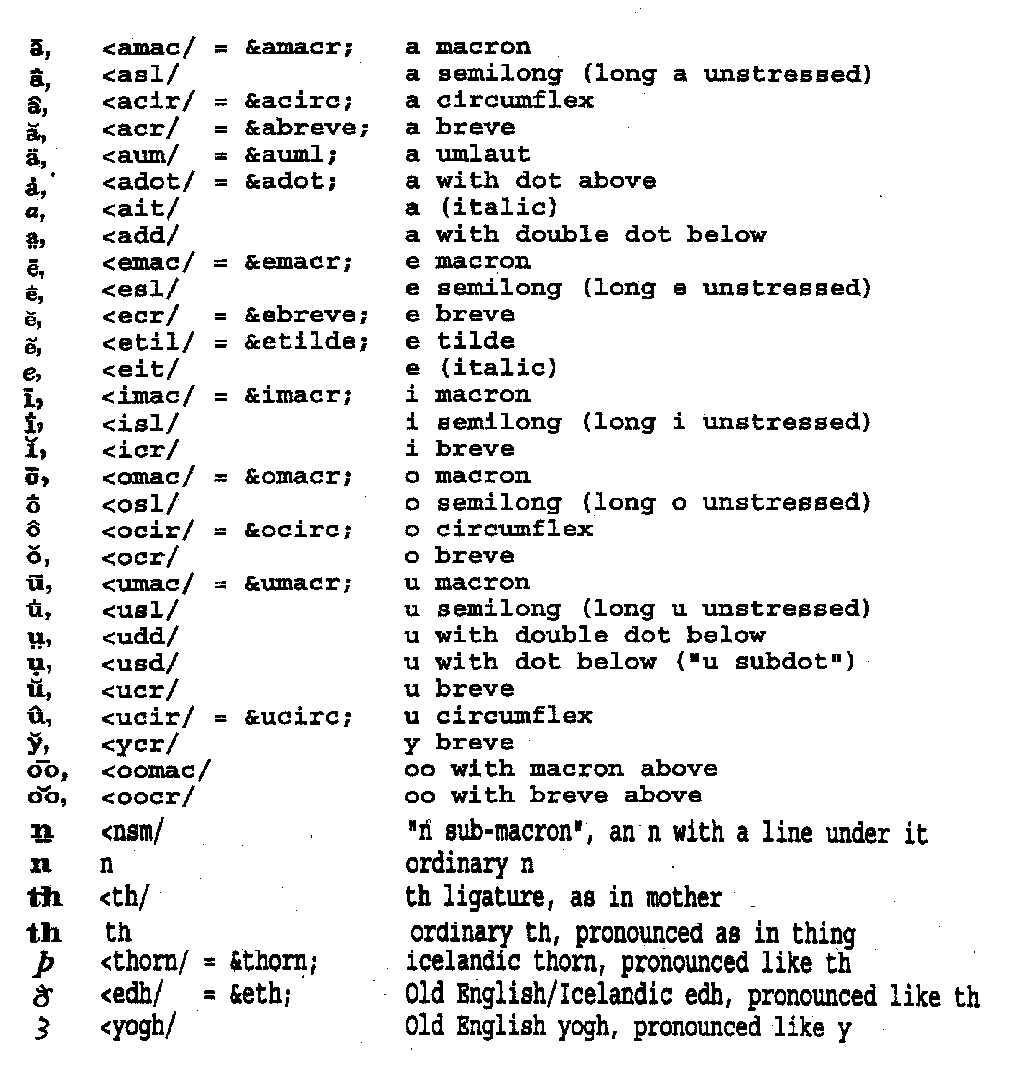 ā, <amac/ = &amacr; a macron
a̍, <asl/ a semilong (long a unstressed)
â, <acir/ = &acirc; a circumflex
ă, <acr/ = &abreve; a breve
ä, <aum/ = &auml; a umlaut
ȧ, <adot/ = &adot; a with dot above
a, <ait/ a (italic)
a̤, <add/ a with double dot below
ē, <emac/ = &emacr; e macron
e̍, <esl/ e semilong (long e unstressed)
ĕ, <ecr/ = &ebreve; e breve
ẽ, <etil/ = &etilde; e tilde
e, <eit/ e (italic)
ī, <imac/ = &imacr; i macron
i̍, <isl/ i semilong (long i unstressed)
ĭ, <icr/ i breve
ō, <omac/ = &omacr; o macron
o̍ <osl/ o semilong (long o unstressed)
ô <ocir/ = &ocirc; o circumflex
ŏ, <ocr/ o breve
ū, <umac/ = &umacr; u macron
u̍, <usl/ u semilong (long u unstressed)
ṳ, <udd/ u with double dot below
ụ, <usd/ u with dot below ("u subdot")
ŭ, <ucr/ u breve
û, <ucir/ = &ucirc; u circumflex
y̆, <ycr/ y breve
o͞o, <oomac/ oo with macron above
o͝o, <oocr/ oo with breve above
ṉ <nsm/ "n sub-macron", an n with a line under it
n n ordinary n
th <th/ th ligature, as in mother
th th ordinary th, pronounced as in thing
þ <thorn/ = &thorn; icelandic thorn, pronounced like th
ð <edh/ = &eth; Old English/Icelandic edh, pronounced like th
ȝ <yogh/ Old English yogh, pronounced like y